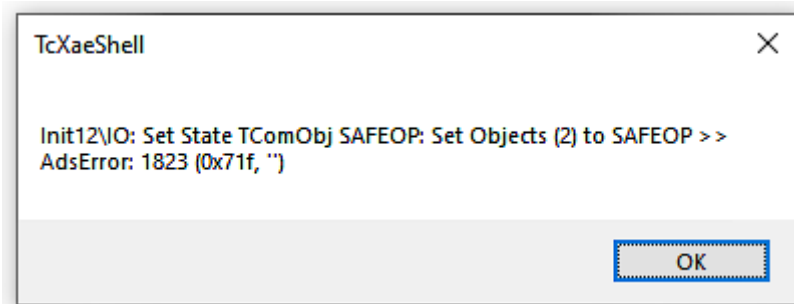 TcXaeShell
Init12\IO: Set State TComObj SAFEOP: Set Objects (2) to SAFEOP >>
AdsError: 1823 (0x71f, '')
OK